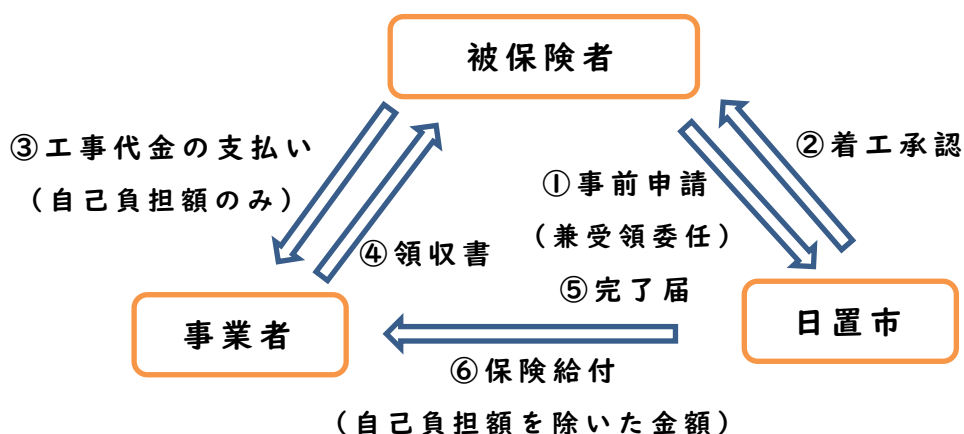 被保険者
③工事代金の支払い
（自己負担額のみ）
②着工承認
①事前申請
（兼受領委任）
④領収書
⑤完了届
事業者
日置市
⑥保険給付
（自己負担額を除いた金額）